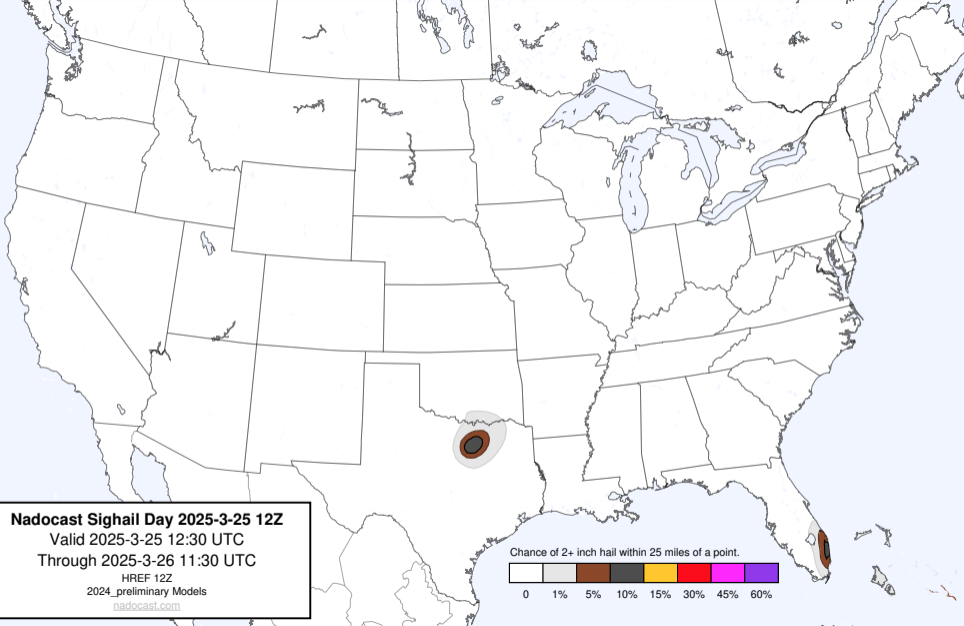 Nadocast Sighail Day 2025-3-25 12Z
Valid 2025-3-25 12:30 UTC
Through 2025-3-26 11:30 UTC
HREF 12Z
2024_preliminary Models
nadocast.com
Chance of 2+ inch hail within 25 miles of a point.
0 1% 5% 10% 15% 30% 45% 60%